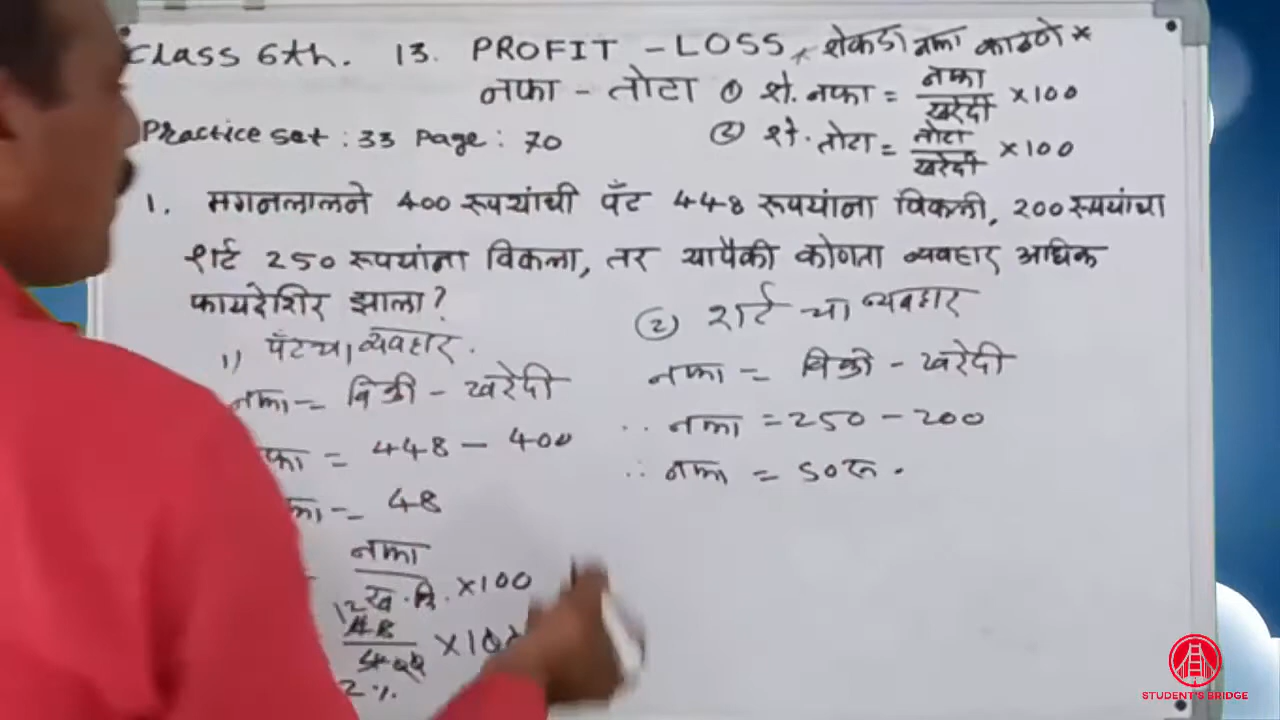 Class 6th. 13. PROFIT - LOSS * शेकडा नफा काढणे *
नफा - तोटा ① शे. नफा = नफा / खरेदी ×100
Practice set : 33 Page : 70 ② शे. तोटा = तोटा / खरेदी ×100
1. मगनलालने 400 रूपयांची पँट 448 रूपयांना विकली, 200 रूपयांचा
शर्ट 250 रूपयांना विकला, तर यापैकी कोणता व्यवहार अधिक
फायदेशिर झाला?
1) पँटचा व्यवहार.
नफा = विक्री - खरेदी
फा = 448 - 400
फा = 48
नफा / ख.वि. ×100
12
48 / 400 ×100
2%
② शर्ट चा व्यवहार
नफा = विक्री - खरेदी
∴ नफा = 250 - 200
∴ नफा = 50रू.
STUDENT'S BRIDGE